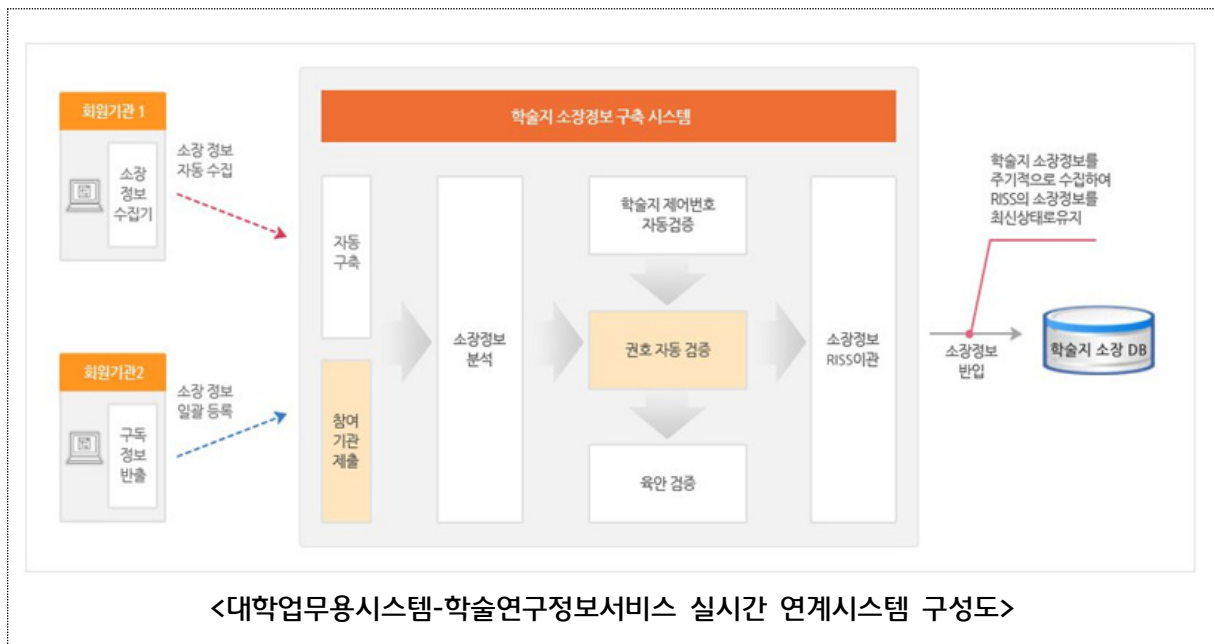 회원기관 1
소장
정보
수집기
소장 정보
자동 수집
회원기관2
구독
정보
반출
소장 정보
일괄 등록
학술지 소장정보 구축 시스템
자동
구축
참여
기관
제출
소장정보
분석
학술지 제어번호
자동검증
권호 자동 검증
육안 검증
소장정보
RISS이관
학술지 소장정보를
주기적으로 수집하여
RISS의 소장정보를
최신상태로유지
소장정보
반입
학술지 소장 DB
<대학업무용시스템-학술연구정보서비스 실시간 연계시스템 구성도>